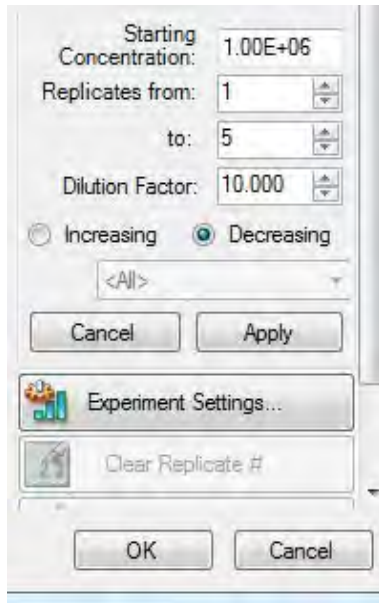 Starting
Concentration: 1.00E+06
Replicates from: 1
to: 5
Dilution Factor: 10.000
Increasing Decreasing
<All>
Cancel Apply
Experiment Settings...
Clear Replicate #
OK Cancel